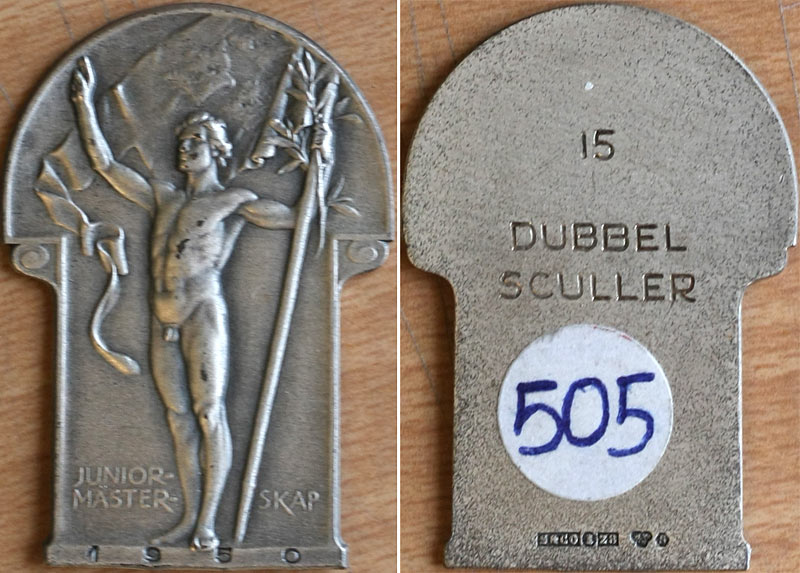 JUNIOR-
MÄSTER- SKAP
1950
15
DUBBEL
SCULLER
505